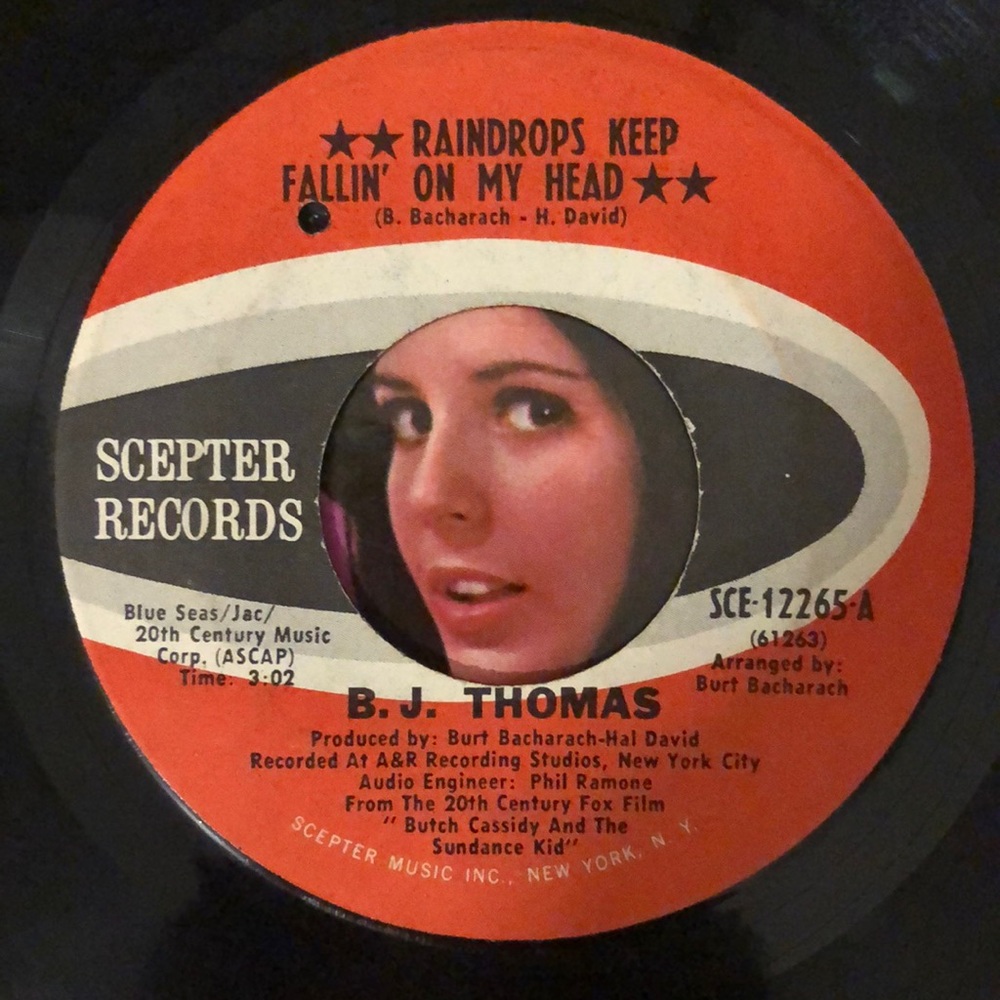 ★★ RAINDROPS KEEP
FALLIN' ON MY HEAD ★★
(B. Bacharach - H. David)
SCEPTER
RECORDS
Blue Seas/Jac/
20th Century Music
Corp. (ASCAP)
Time: 3:02
SCE-12265-A
(61263)
Arranged by:
Burt Bacharach
B. J. THOMAS
Produced by: Burt Bacharach-Hal David
Recorded At A&R Recording Studios, New York City
Audio Engineer: Phil Ramone
From The 20th Century Fox Film
"Butch Cassidy And The
Sundance Kid"
SCEPTER MUSIC INC., NEW YORK, N. Y.